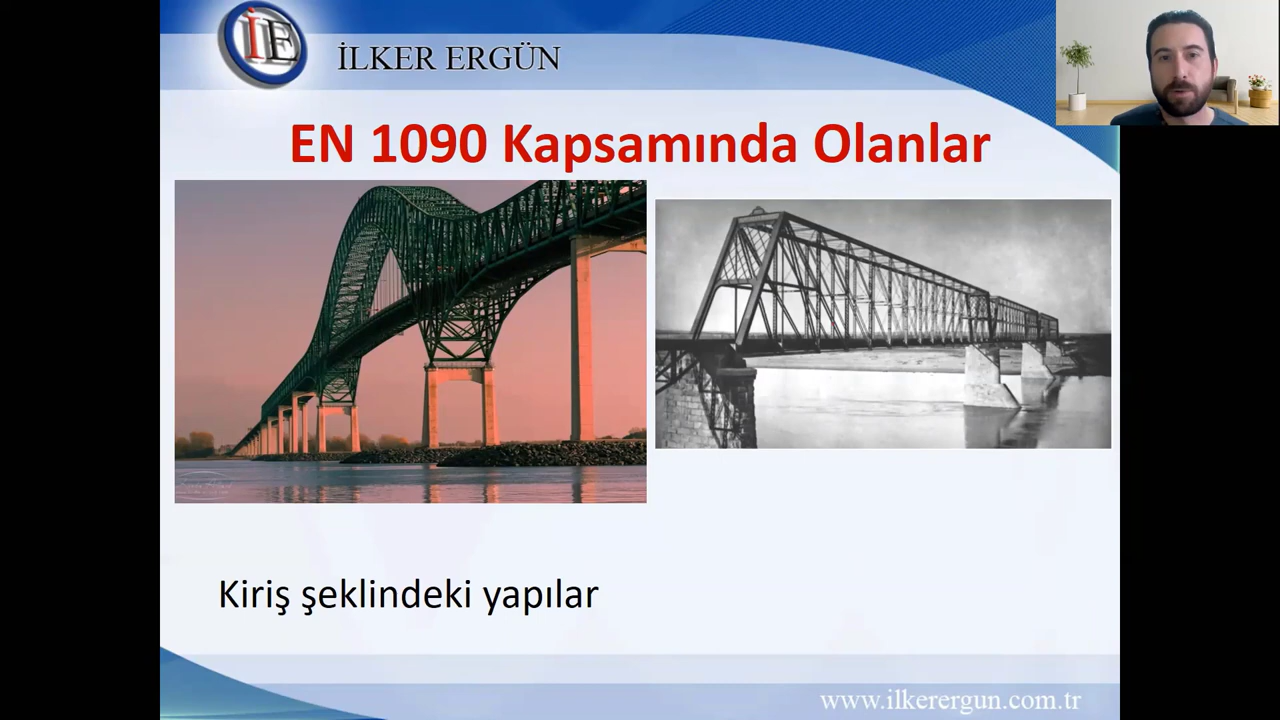 İE
İLKER ERGÜN
EN 1090 Kapsamında Olanlar
Kiriş şeklindeki yapılar
www.ilkerergun.com.tr